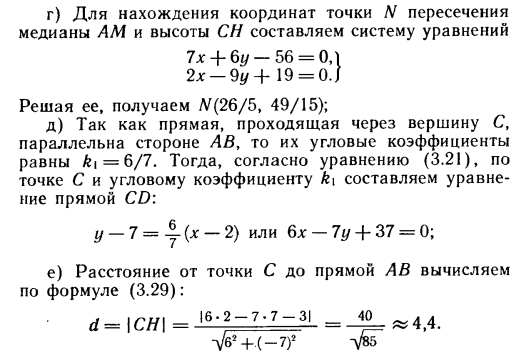 г) Для нахождения координат точки N пересечения
медианы AM и высоты CH составляем систему уравнений
7x + 6y − 56 = 0,
2x − 9y + 19 = 0.}
Решая ее, получаем N(26/5, 49/15);
д) Так как прямая, проходящая через вершину C,
параллельна стороне AB, то их угловые коэффициенты
равны k₁ = 6/7. Тогда, согласно уравнению (3.21), по
точке C и угловому коэффициенту k₁ составляем уравне-
ние прямой CD:
y − 7 = 6/7 (x − 2) или 6x − 7y + 37 = 0;
е) Расстояние от точки C до прямой AB вычисляем
по формуле (3.29):
d = |CH| = |6·2 − 7·7 − 3| / √(6² + (−7)²) = 40/√85 ≈ 4,4.